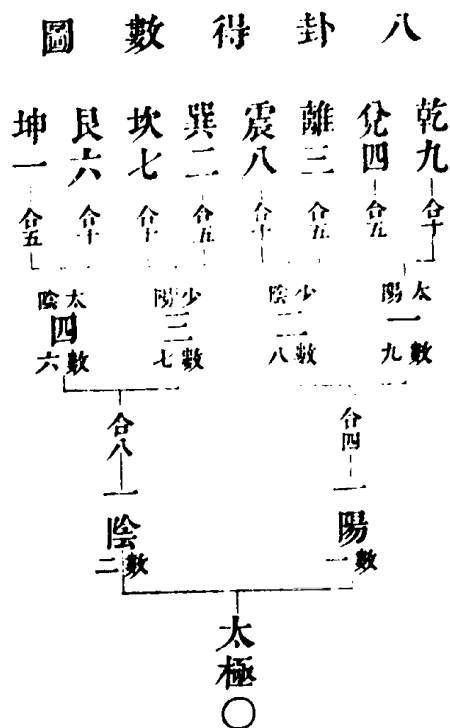 八卦得數圖
乾九
合十
兌四
合五
離三
合五
震八
合十
巽二
合五
坎七
合十
艮六
合十
坤一
合五
太陽
一
數九
少陰
二
數八
少陽
三
數七
太陰
四
數六
合四
一
陽
數一
合八
一
陰
數二
太極